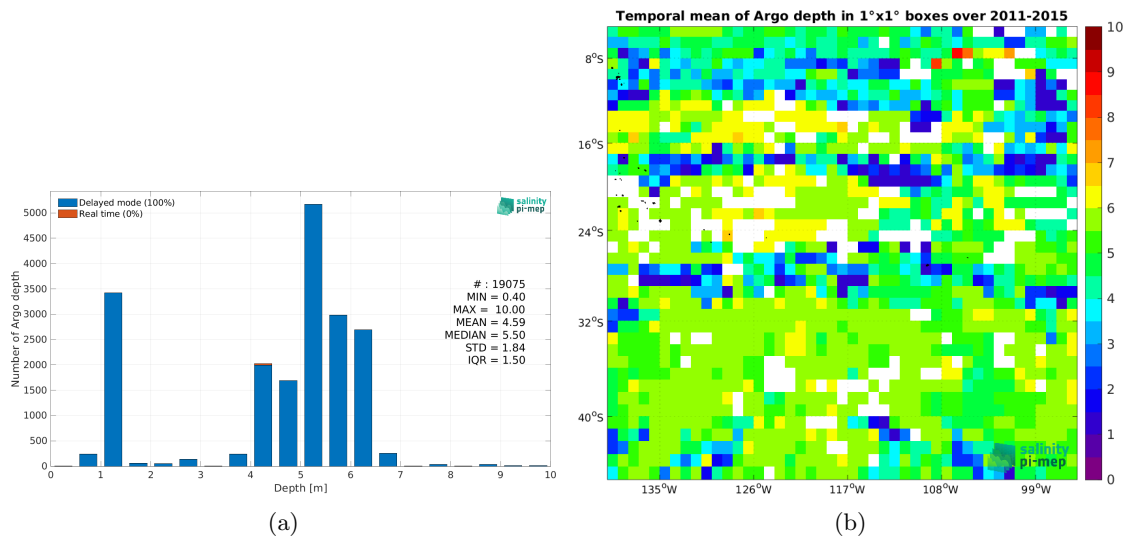 Delayed mode (100%)
Real time (0%)
salinity
pi-mep
Number of Argo depth
5000
4500
4000
3500
3000
2500
2000
1500
1000
500
0
# : 19075
MIN = 0.40
MAX = 10.00
MEAN = 4.59
MEDIAN = 5.50
STD = 1.84
IQR = 1.50
0 1 2 3 4 5 6 7 8 9 10
Depth [m]
(a)
Temporal mean of Argo depth in 1°x1° boxes over 2011-2015
8°S
16°S
24°S
32°S
40°S
135°W 126°W 117°W 108°W 99°W
salinity
pi-mep
10
9
8
7
6
5
4
3
2
1
0
(b)